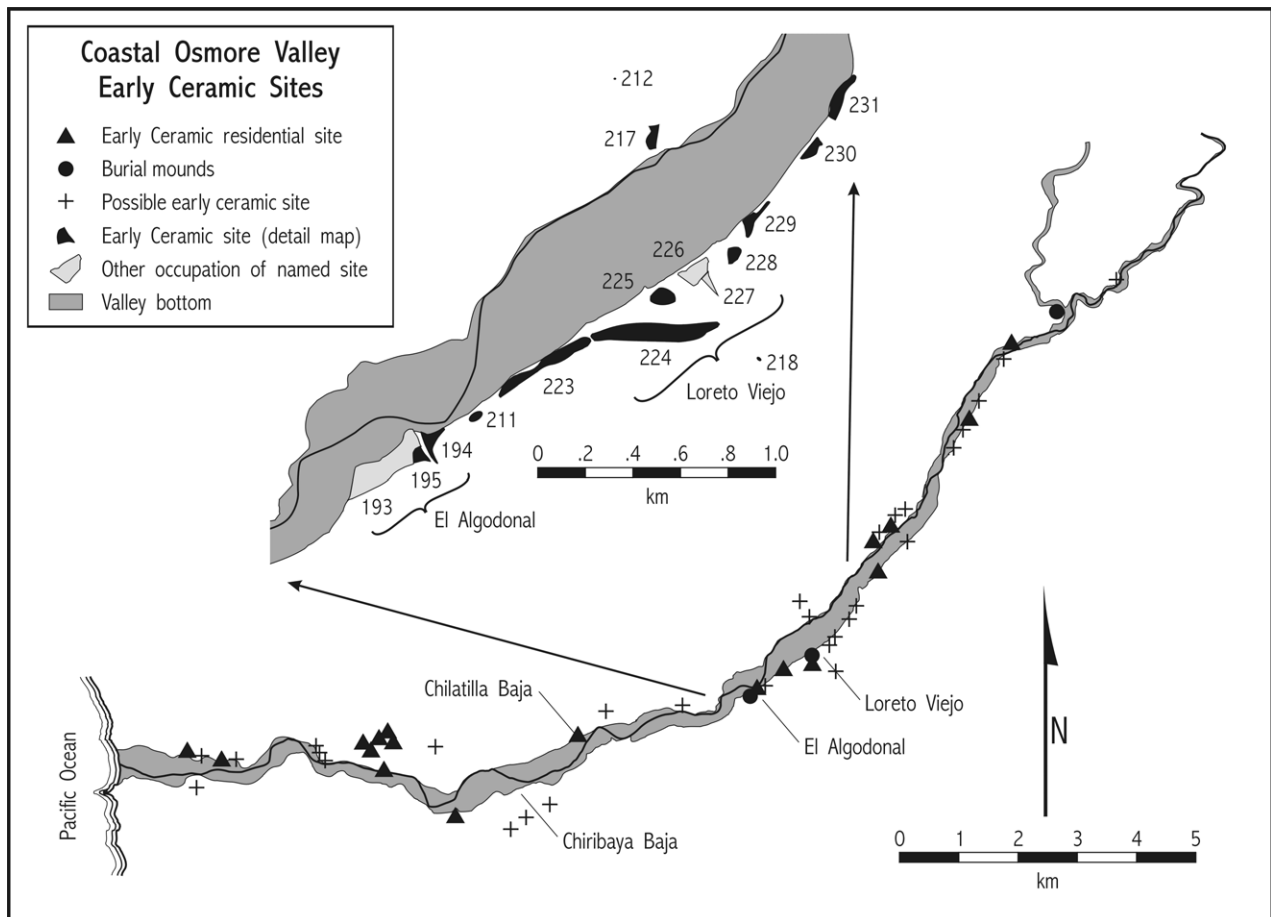 Coastal Osmore Valley
Early Ceramic Sites
Early Ceramic residential site
Burial mounds
Possible early ceramic site
Early Ceramic site (detail map)
Other occupation of named site
Valley bottom
212
217
231
230
229
228
226
225
227
224
218
Loreto Viejo
223
211
194
195
193
El Algodonal
0 .2 .4 .6 .8 1.0
km
Chilatilla Baja
Loreto Viejo
El Algodonal
Chiribaya Baja
Pacific Ocean
N
0 1 2 3 4 5
km